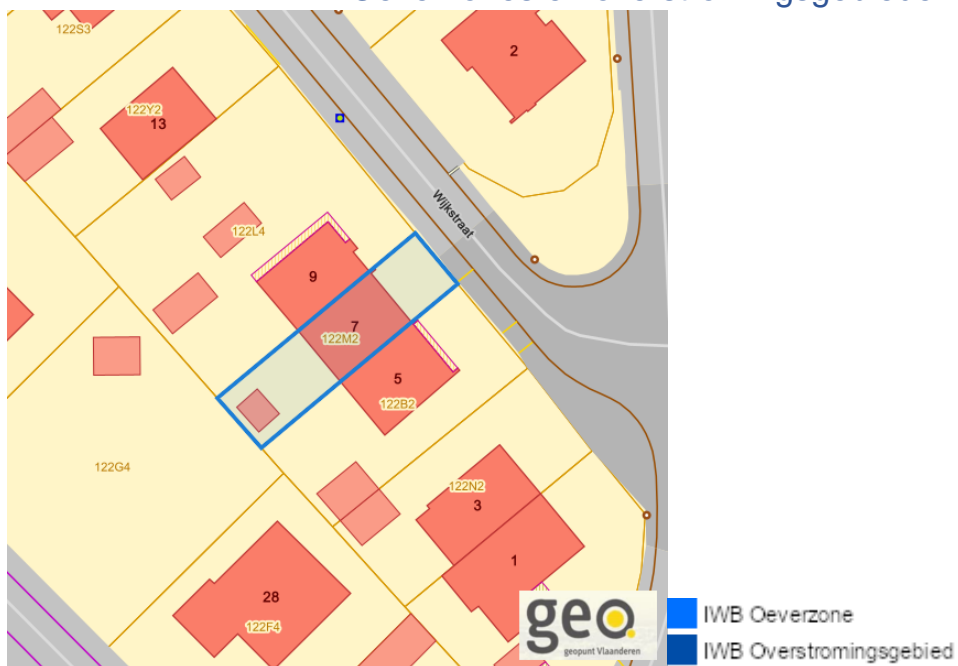 122S3
2
122Y2
13
Wijkstraat
122L4
9
7
122M2
5
122B2
122G4
122N2
3
1
28
122F4
geo.
geopunt Vlaanderen
IWB Oeverzone
IWB Overstromingsgebied